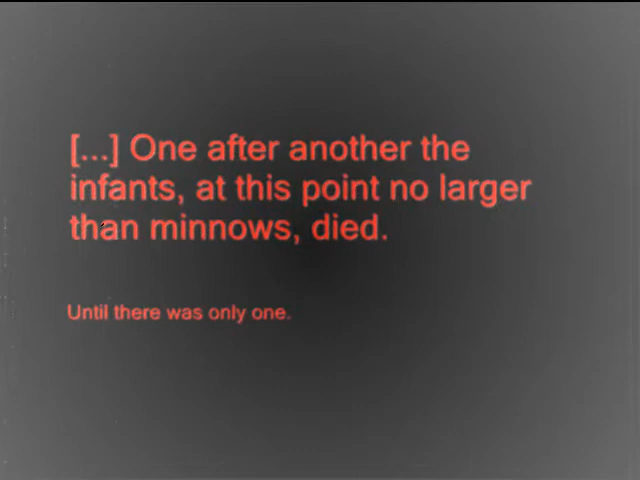 [...] One after another the
infants, at this point no larger
than minnows, died.
Until there was only one.